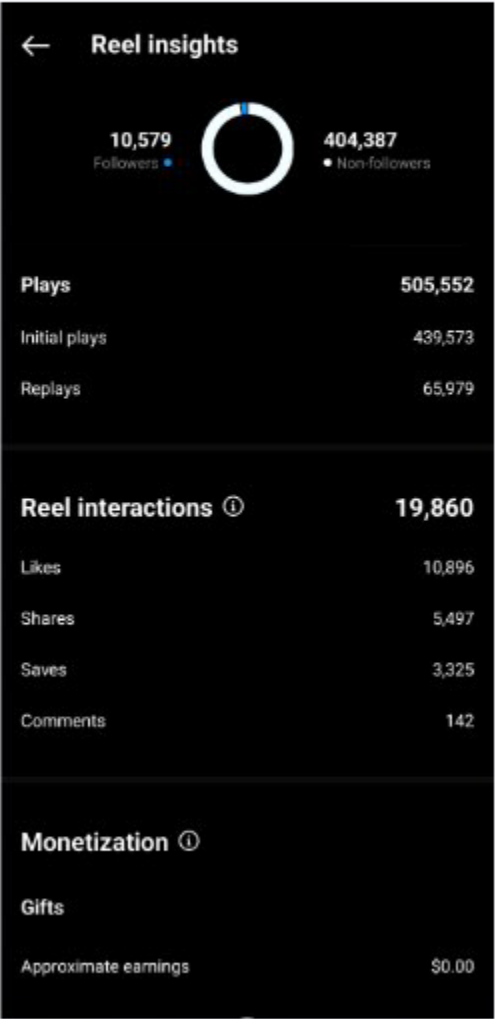 Reel insights
10,579 404,387
Followers Non-followers
Plays 505,552
Initial plays 439,573
Replays 65,979
Reel interactions 19,860
Likes 10,896
Shares 5,497
Saves 3,325
Comments 142
Monetization
Gifts
Approximate earnings $0.00